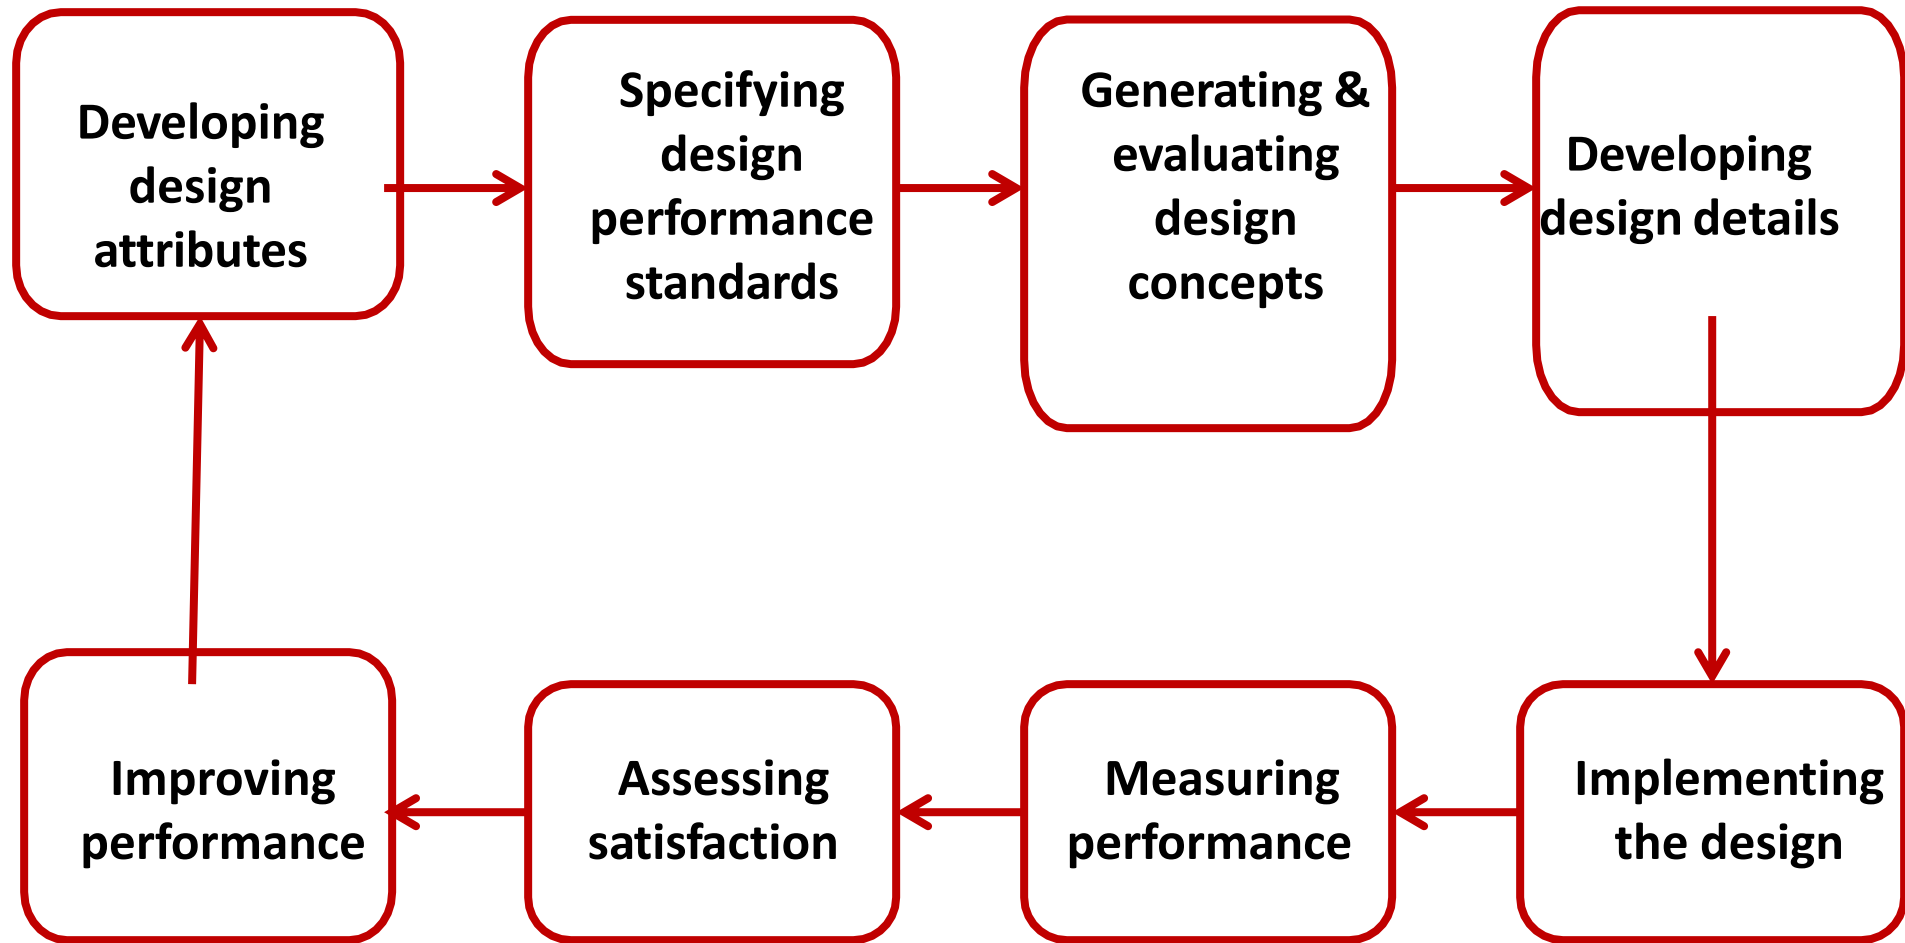 Developing
design
attributes
Specifying
design
performance
standards
Generating &
evaluating
design
concepts
Developing
design details
Improving
performance
Assessing
satisfaction
Measuring
performance
Implementing
the design